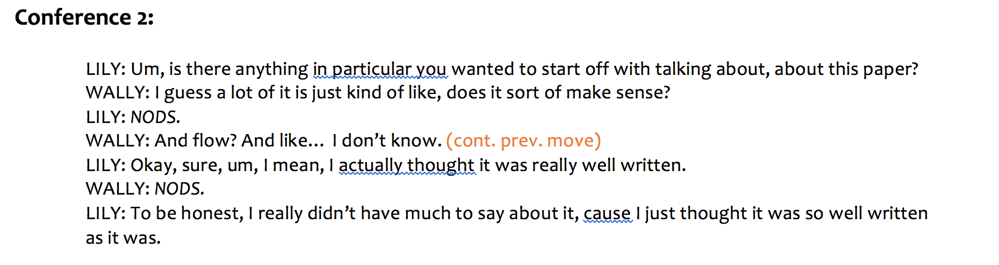 Conference 2:
LILY: Um, is there anything in particular you wanted to start off with talking about, about this paper?
WALLY: I guess a lot of it is just kind of like, does it sort of make sense?
LILY: NODS.
WALLY: And flow? And like... I don’t know. (cont. prev. move)
LILY: Okay, sure, um, I mean, I actually thought it was really well written.
WALLY: NODS.
LILY: To be honest, I really didn’t have much to say about it, cause I just thought it was so well written
as it was.